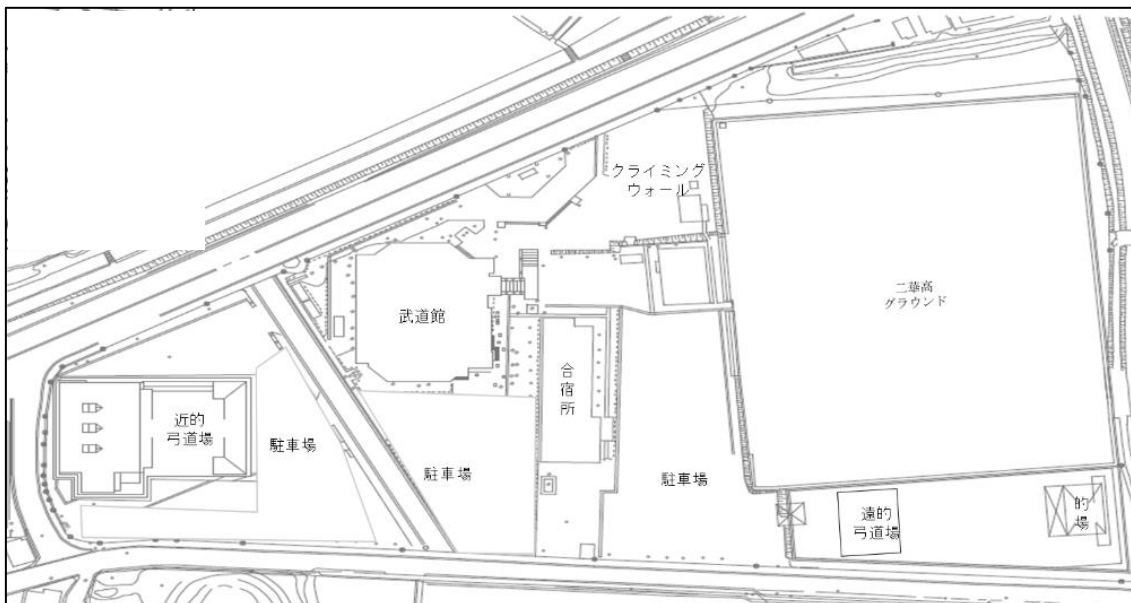 クライミング
ウォール
二華高
グラウンド
武道館
合宿所
近的
弓道場
駐車場
駐車場
駐車場
遠的
弓道場
的場